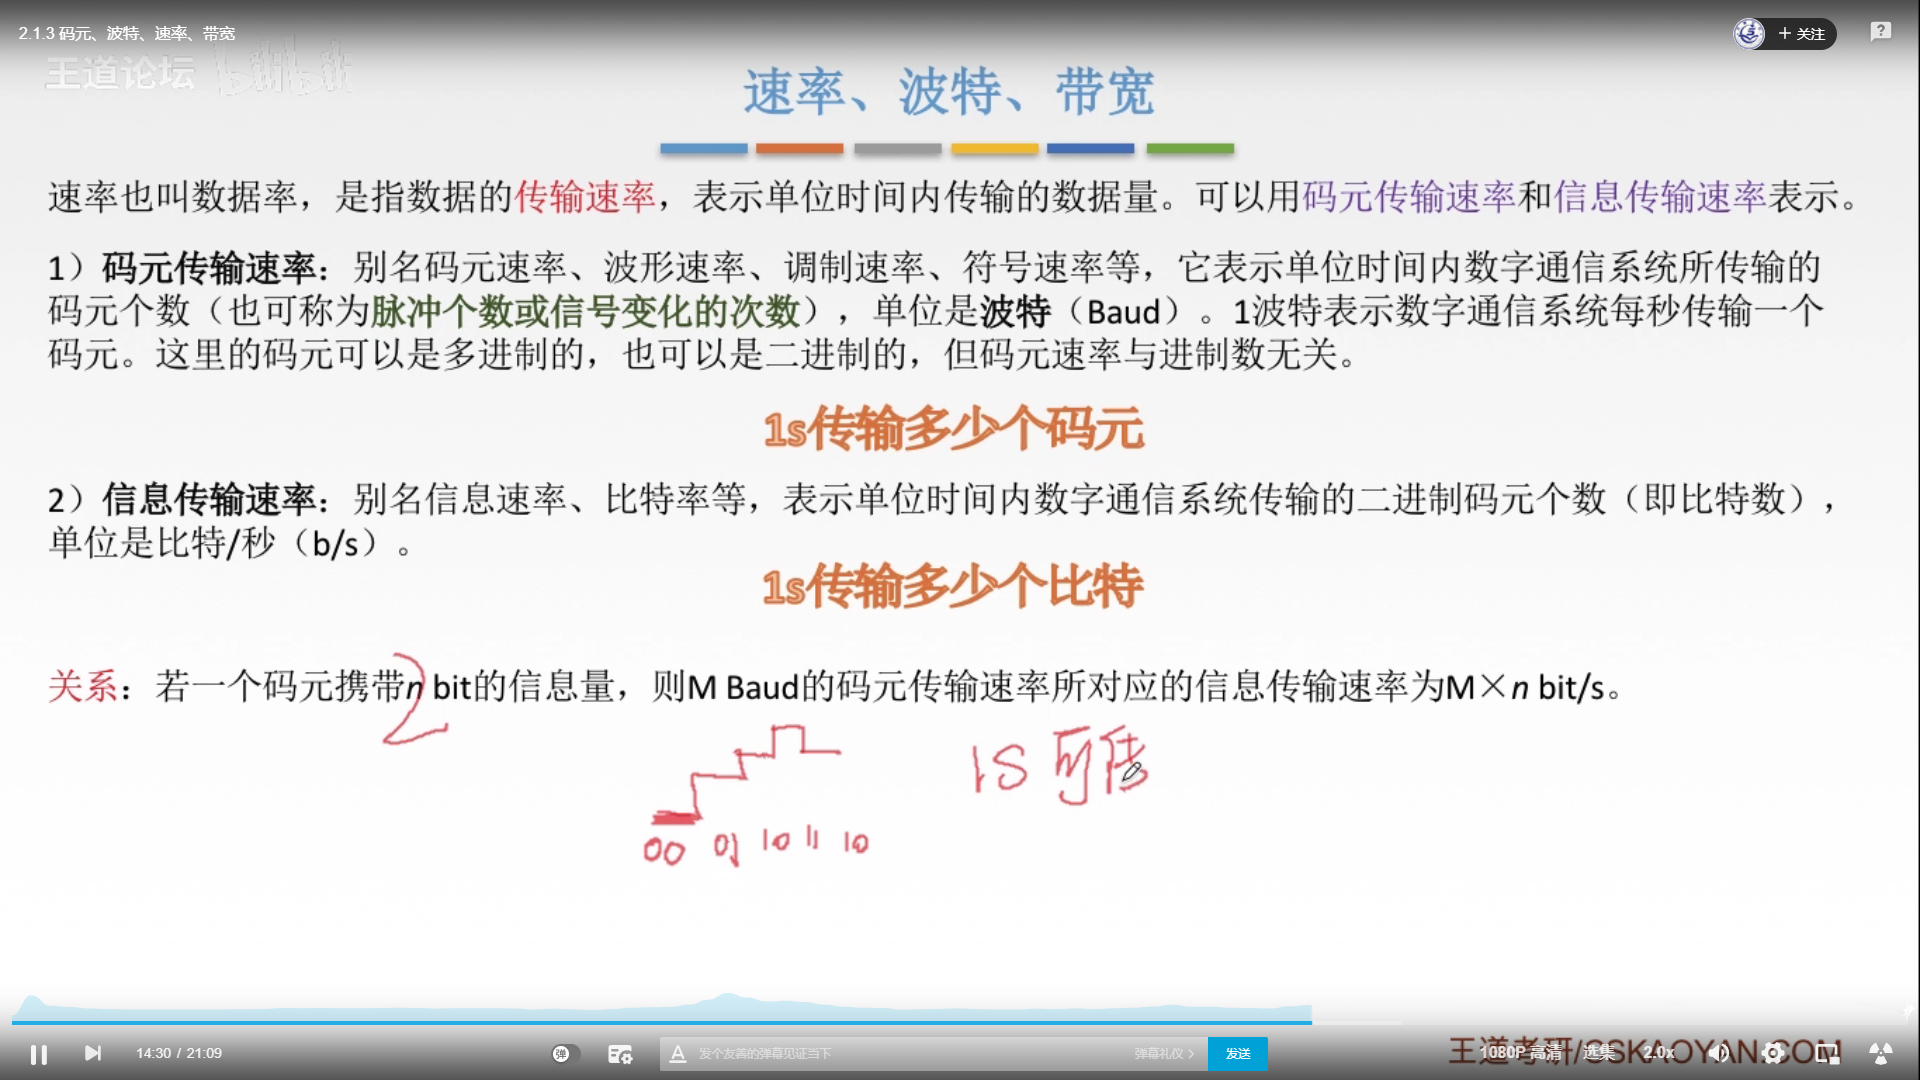 2.1.3 码元、波特、速率、带宽
关注
王道论坛 bilibili
速率、波特、带宽
速率也叫数据率，是指数据的传输速率，表示单位时间内传输的数据量。可以用码元传输速率和信息传输速率表示。
1）码元传输速率：别名码元速率、波形速率、调制速率、符号速率等，它表示单位时间内数字通信系统所传输的
码元个数（也可称为脉冲个数或信号变化的次数），单位是波特（Baud）。1波特表示数字通信系统每秒传输一个
码元。这里的码元可以是多进制的，也可以是二进制的，但码元速率与进制数无关。
1s传输多少个码元
2）信息传输速率：别名信息速率、比特率等，表示单位时间内数字通信系统传输的二进制码元个数（即比特数），
单位是比特/秒（b/s）。
1s传输多少个比特
关系：若一个码元携带n bit的信息量，则M Baud的码元传输速率所对应的信息传输速率为M×n bit/s。
2
1S 可传
00 01 10 11 10
14:30 / 21:09
弹
发个友善的弹幕见证当下
弹幕礼仪
发送
王道考研/CSKAOYAN.COM
1080P 高清
选集
2.0x